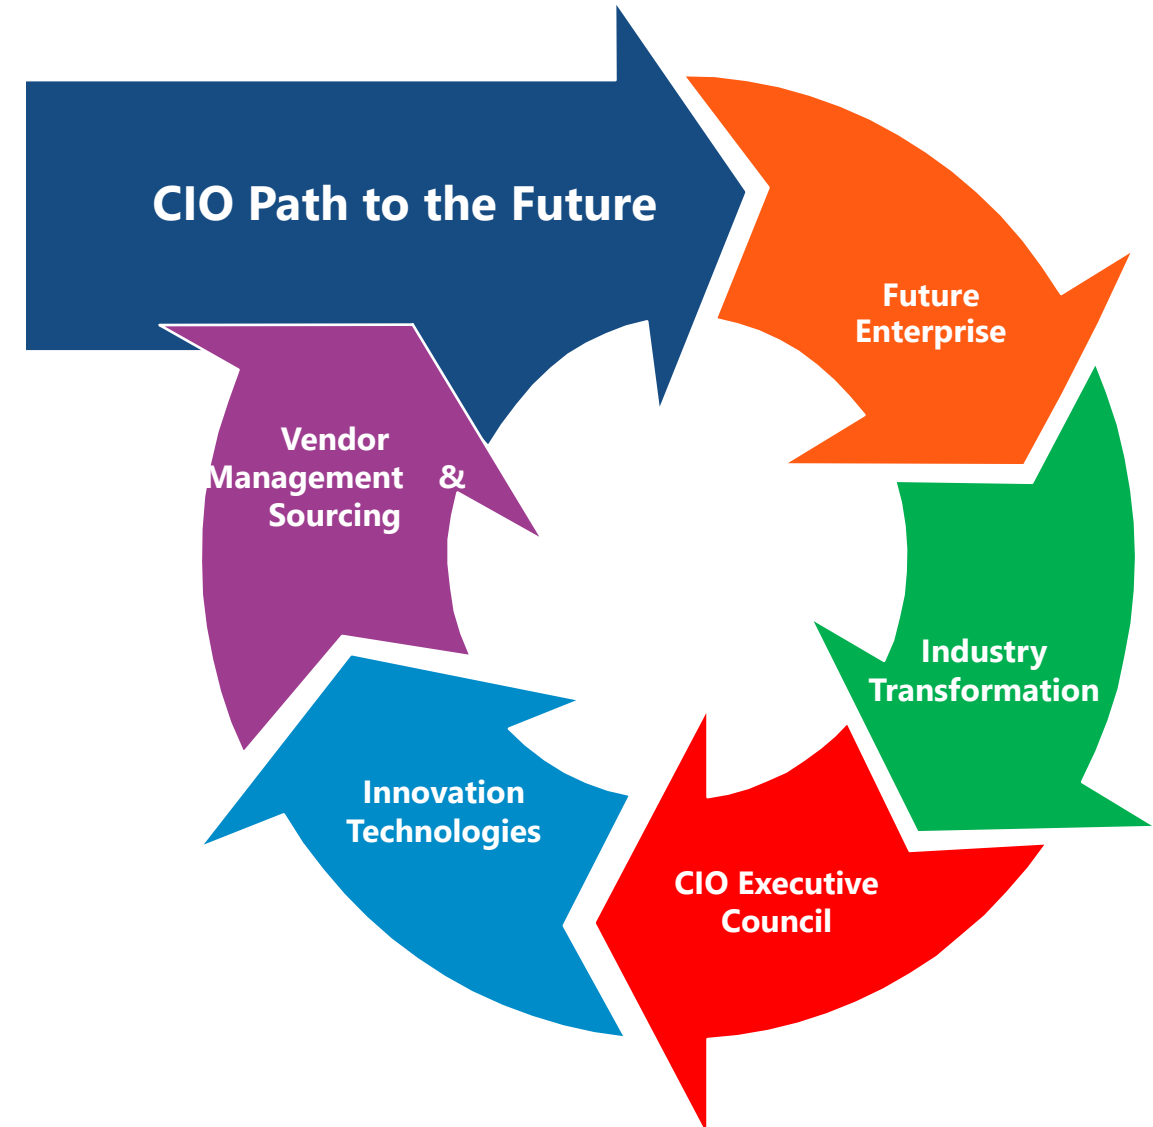 CIO Path to the Future
Future
Enterprise
Industry
Transformation
CIO Executive
Council
Innovation
Technologies
Vendor
Management &
Sourcing